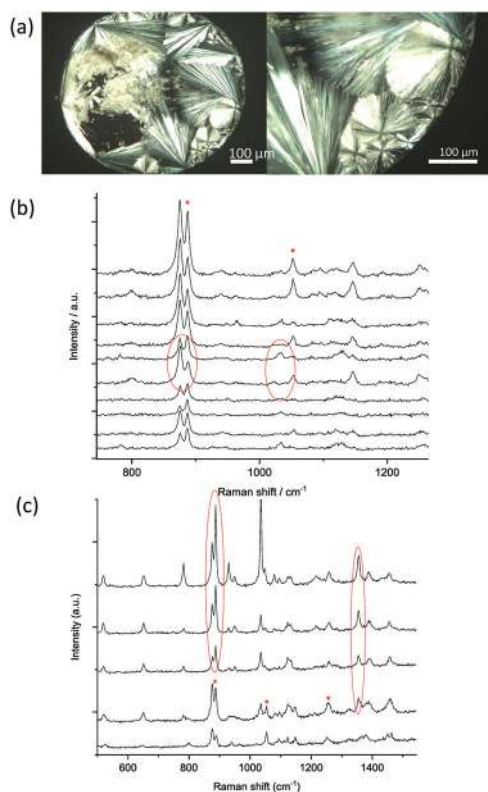 (a)
100 µm
100 µm
(b)
Intensity / a.u.
*
*
800
1000
1200
Raman shift / cm-1
(c)
Intensity (a.u.)
*
*
*
600
800
1000
1200
1400
Raman shift (cm-1)